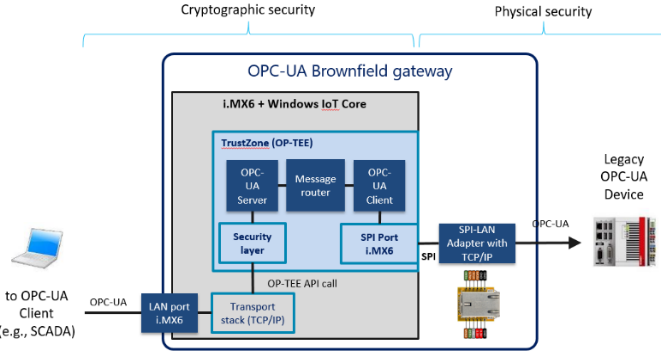 Cryptographic security
Physical security
OPC-UA Brownfield gateway
i.MX6 + Windows IoT Core
TrustZone (OP-TEE)
OPC-
UA
Server
Message
router
OPC-
UA
Client
Security
layer
SPI Port
i.MX6
SPI
SPI-LAN
Adapter with
TCP/IP
OPC-UA
Legacy
OPC-UA
Device
OP-TEE API call
to OPC-UA
Client
(e.g., SCADA)
OPC-UA
LAN port
i.MX6
Transport
stack (TCP/IP)